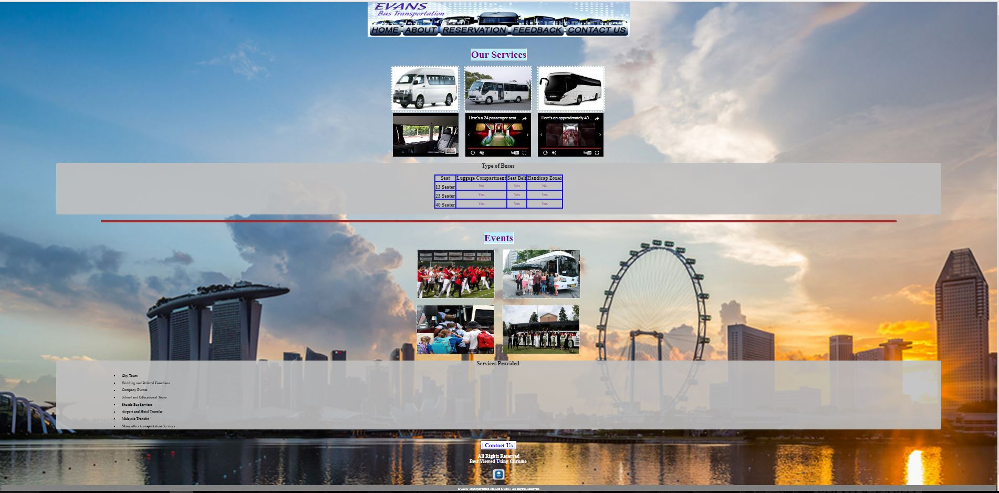 EVANS
Bus Transportation
HOME ABOUT RESERVATION FEEDBACK CONTACT US
Our Services
EVANS
Here's a 24 passenger seat ...
Here's an approximately 40 ...
YouTube
YouTube
Type of Buses
Seat Luggage Compartment Seat Belt Handicap Zones
13 Seater No Yes No
23 Seater Yes Yes Yes
40 Seater Yes Yes Yes
Events
Services Provided
City Tours
Wedding and Related Functions
Company Events
School and Educational Tours
Shuttle Bus Services
Airport and Hotel Transfer
Malaysia Transfer
Many other transportation Services
| Contact Us |
All Rights Reserved
Best Viewed Using Chrome
TOP
EVANS Transportation Pte Ltd © 2017. All Rights Reserved.